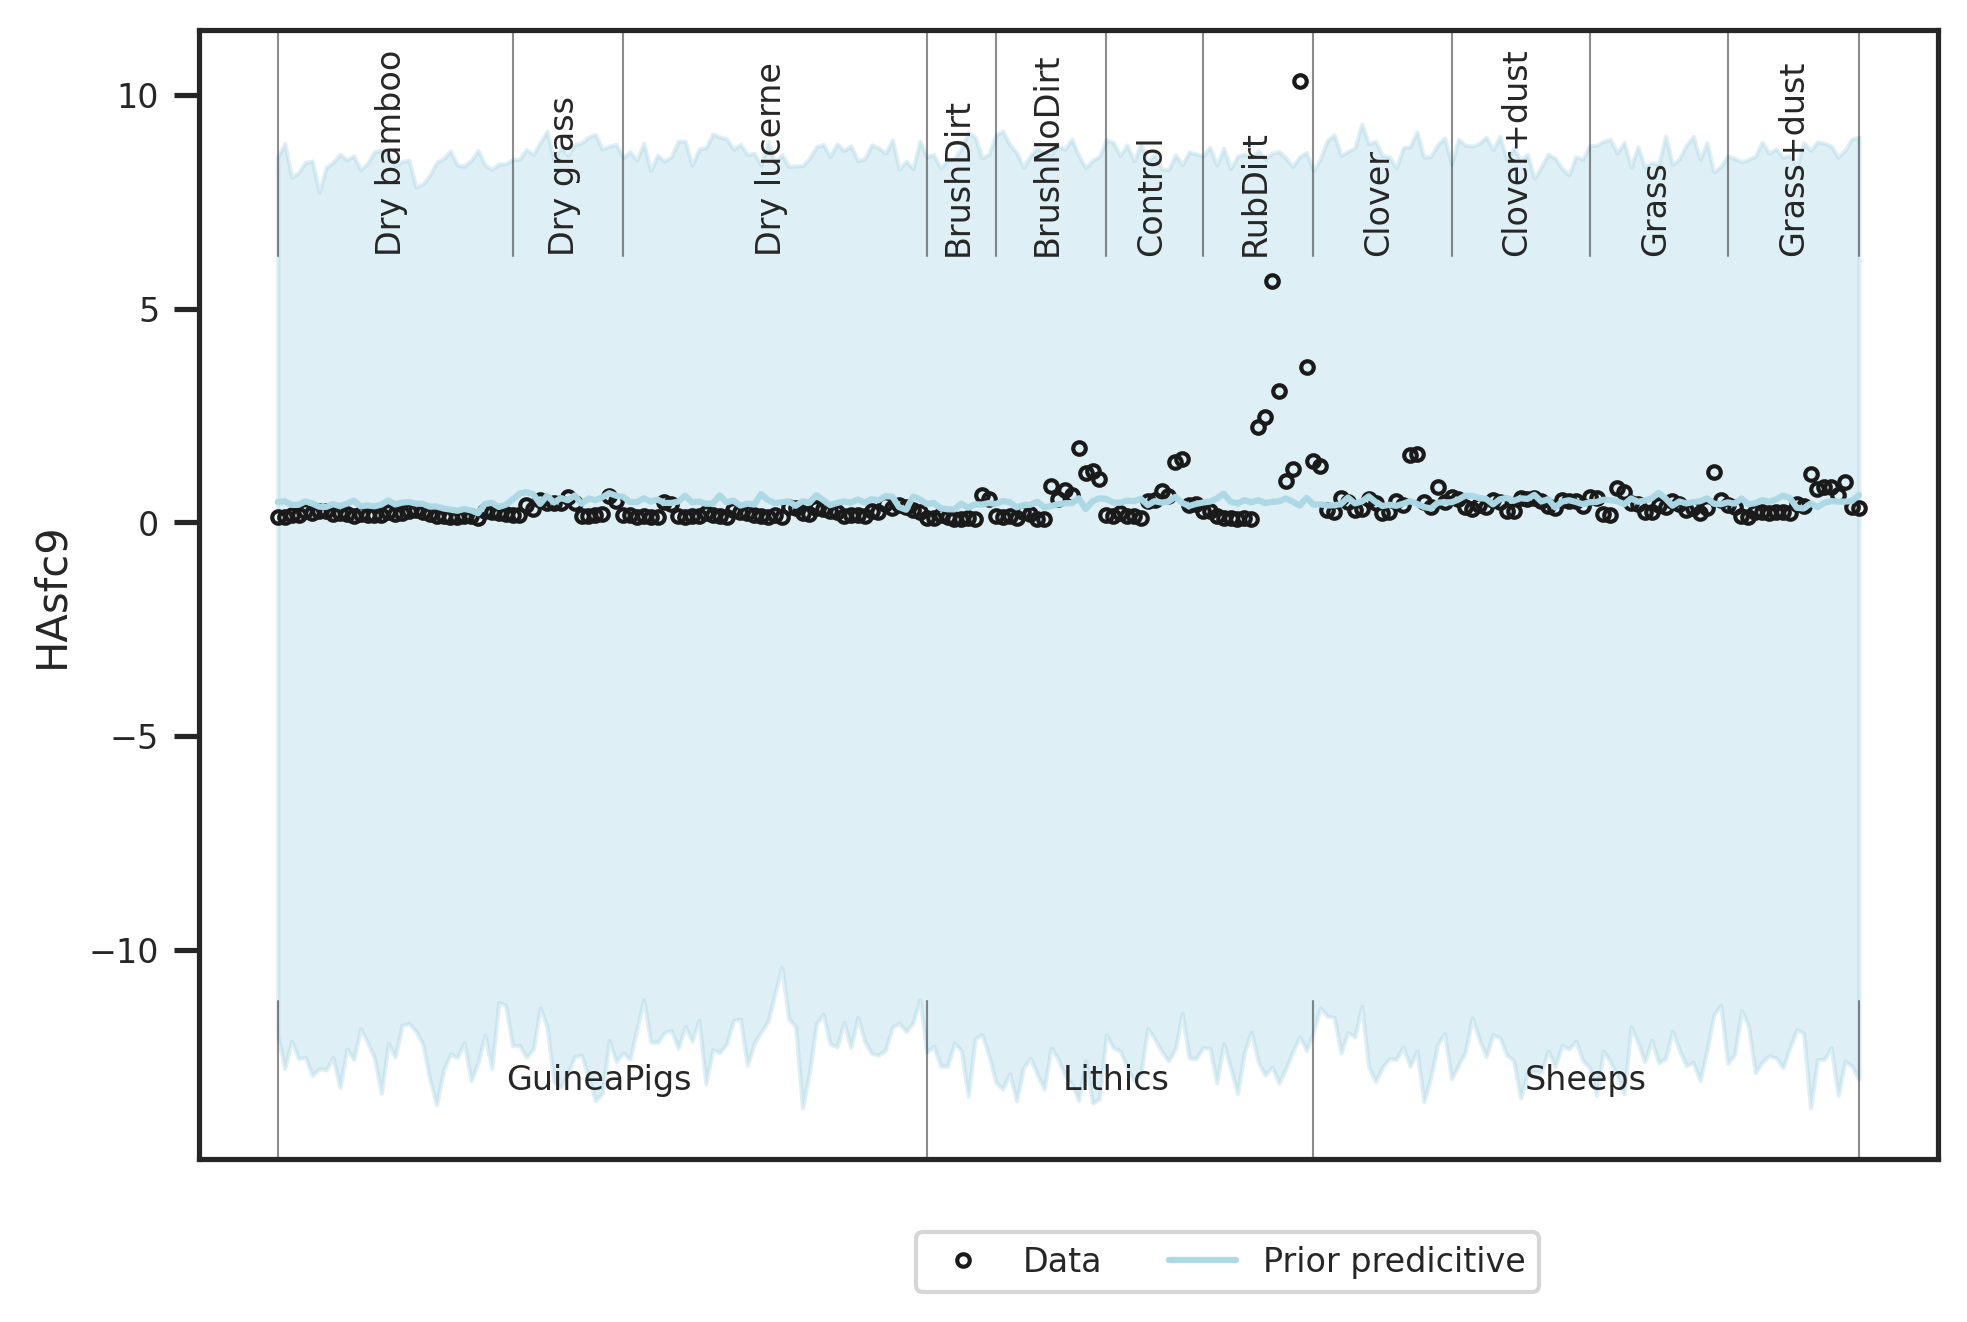 10
5
0
−5
−10
HAsfc9
Dry bamboo
Dry grass
Dry lucerne
BrushDirt
BrushNoDirt
Control
RubDirt
Clover
Clover+dust
Grass
Grass+dust
GuineaPigs
Lithics
Sheeps
Data
Prior predicitive